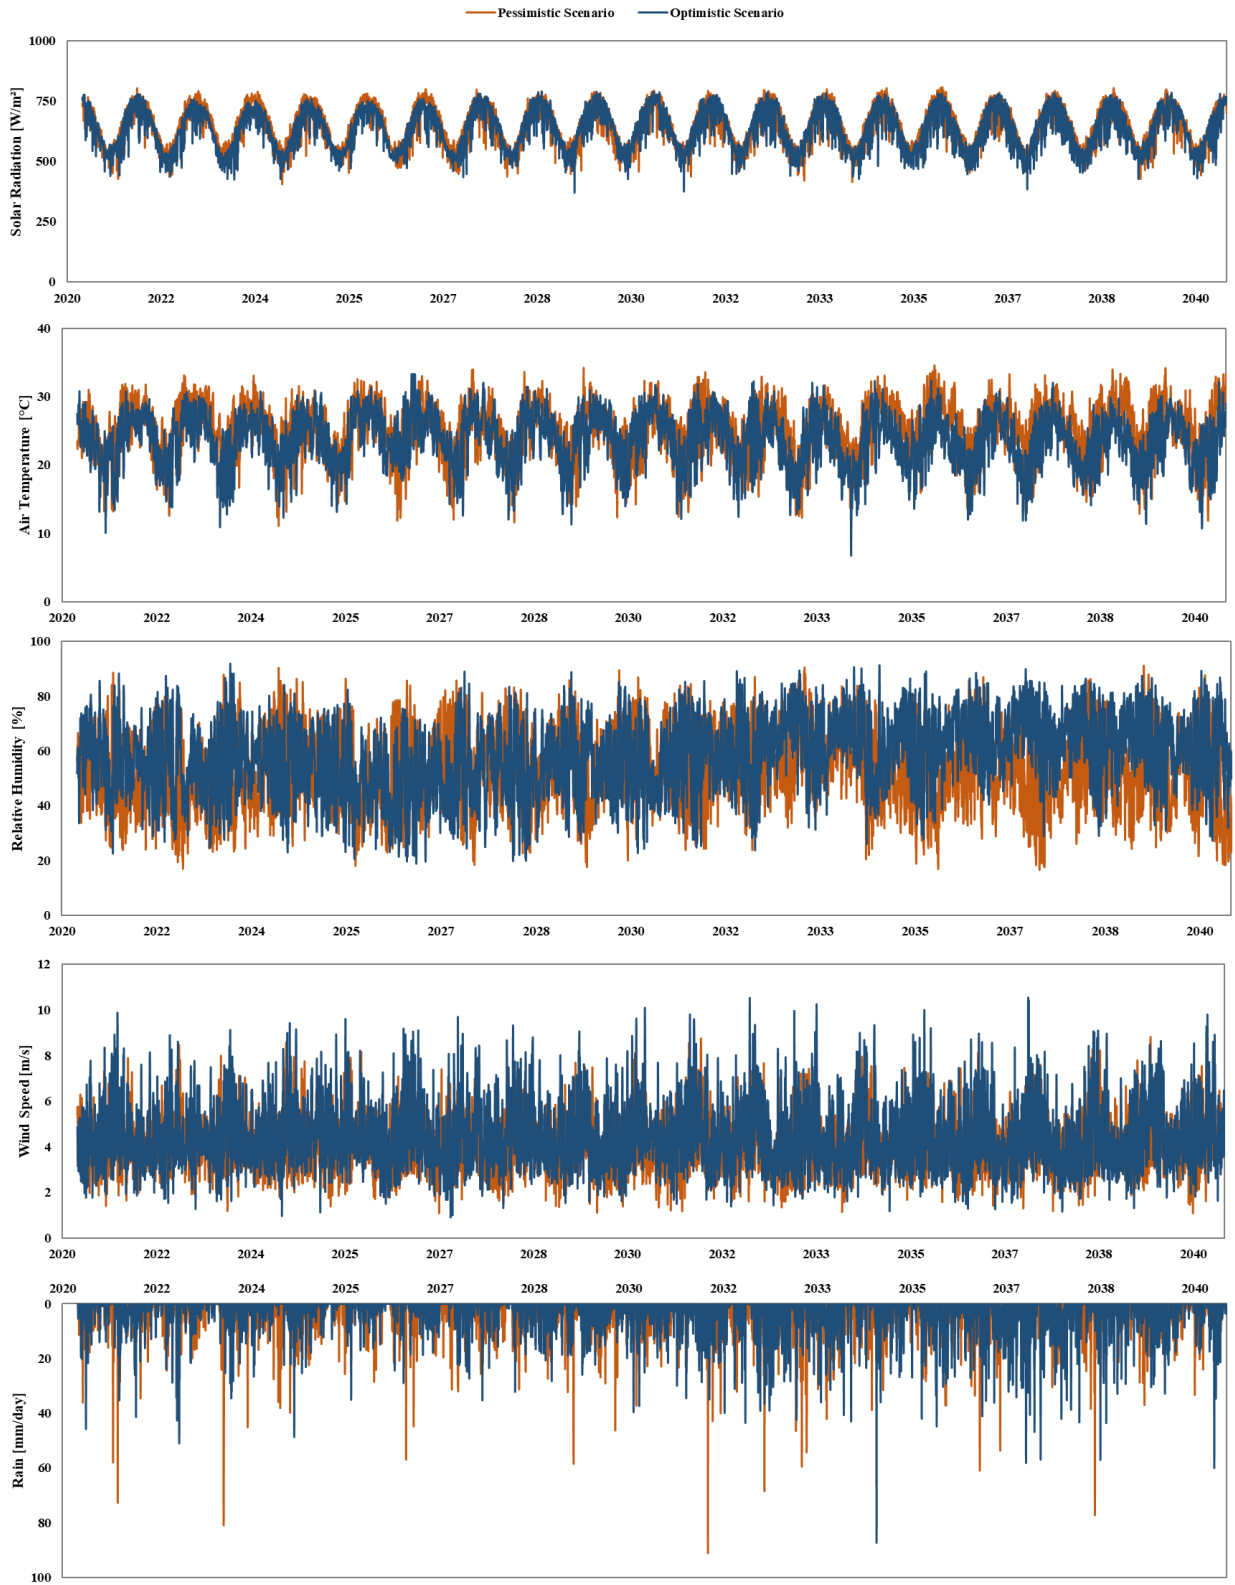 Pessimistic Scenario Optimistic Scenario
Solar Radiation [W/m²]
1000
750
500
250
0
2020 2022 2024 2025 2027 2028 2030 2032 2033 2035 2037 2038 2040
Air Temperature [°C]
40
30
20
10
0
2020 2022 2024 2025 2027 2028 2030 2032 2033 2035 2037 2038 2040
Relative Humidity [%]
100
80
60
40
20
0
2020 2022 2024 2025 2027 2028 2030 2032 2033 2035 2037 2038 2040
Wind Speed [m/s]
12
10
8
6
4
2
0
2020 2022 2024 2025 2027 2028 2030 2032 2033 2035 2037 2038 2040
2020 2022 2024 2025 2027 2028 2030 2032 2033 2035 2037 2038 2040
Rain [mm/day]
0
20
40
60
80
100